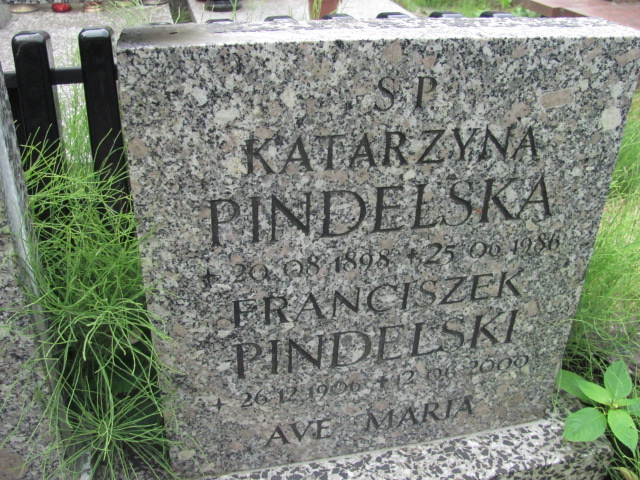 SP
KATARZYNA
PINDELSKA
+20 08 1898 +25 06 1986
FRANCISZEK
PINDELSKI
+26.12.1906 +12 06 2000
AVE MARIA